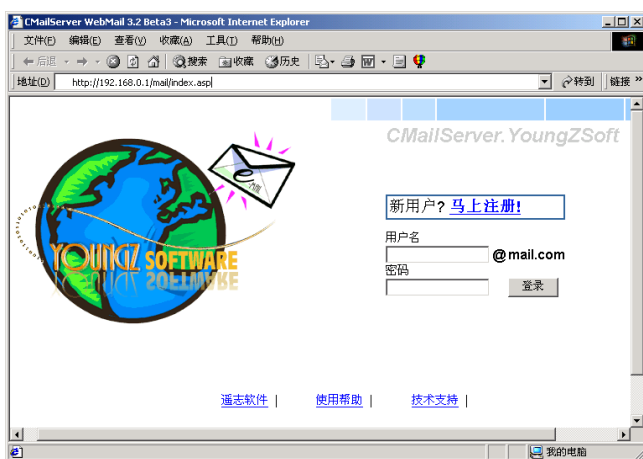 CMailServer WebMail 3.2 Beta3 - Microsoft Internet Explorer
文件(F) 编辑(E) 查看(V) 收藏(A) 工具(T) 帮助(H)
后退 搜索 收藏 历史
地址(D) http://192.168.0.1/mail/index.asp 转到 链接 »
CMailServer.YoungZSoft
e-MAIL
新用户? 马上注册!
用户名
@mail.com
YOUNGZ SOFTWARE
密码
登录
遥志软件 | 使用帮助 | 技术支持 |
我的电脑